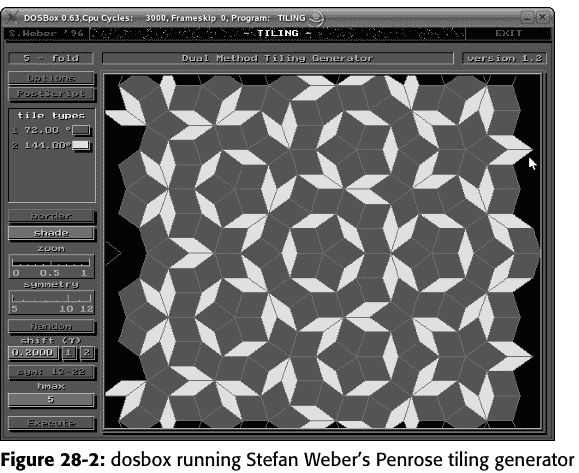 DOSBox 0.63,Cpu Cycles: 3000, Frameskip 0, Program: TILING
S.Weber '96 - TILING - EXIT
5 - fold Dual Method Tiling Generator version 1.2
Options
PostScript
tile types
1 72.00 °
2 144.00°
border
shade
zoom
0 0.5 1
symmetry
5 10 12
Random
shift (γ)
0.2000 1 2
sym: 13-22
hmax
5
Execute
Figure 28-2: dosbox running Stefan Weber's Penrose tiling generator